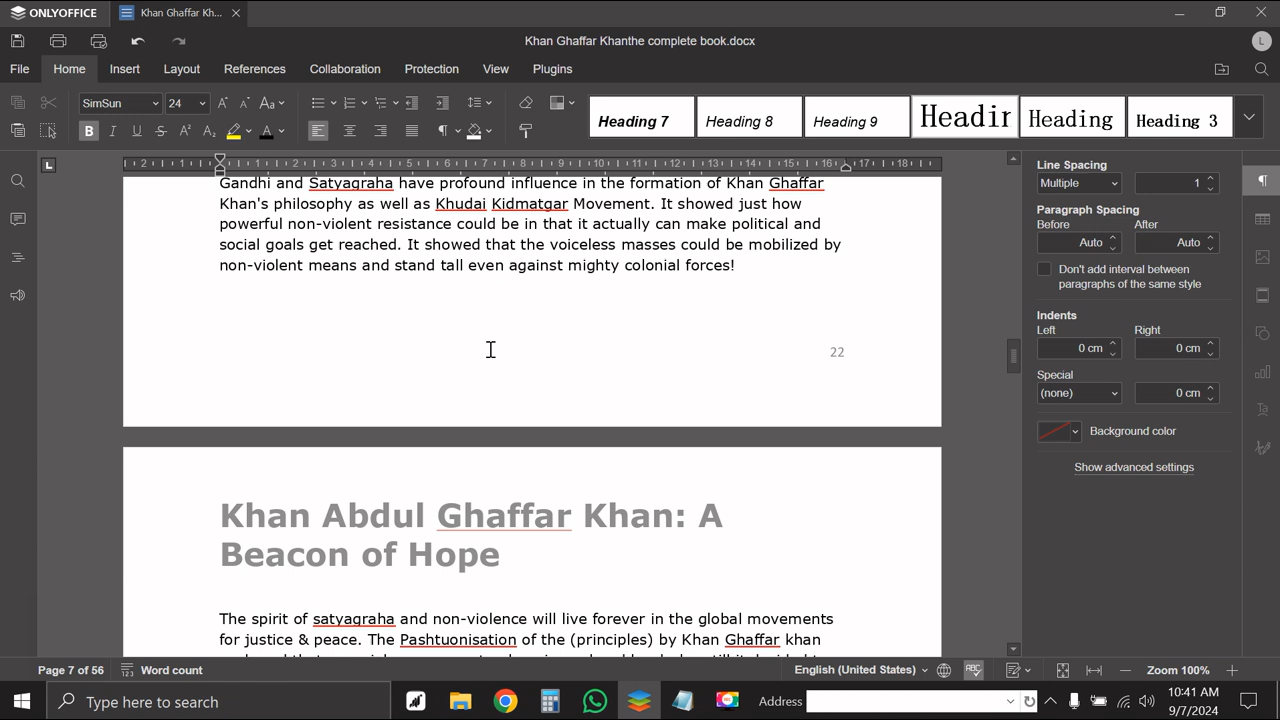 ONLYOFFICE
Khan Ghaffar Kh...
Khan Ghaffar Khanthe complete book.docx
L
File Home Insert Layout References Collaboration Protection View Plugins
SimSun 24
Heading 7 Heading 8 Heading 9 Headir Heading Heading 3
Gandhi and Satyagraha have profound influence in the formation of Khan Ghaffar
Khan's philosophy as well as Khudai Kidmatgar Movement. It showed just how
powerful non-violent resistance could be in that it actually can make political and
social goals get reached. It showed that the voiceless masses could be mobilized by
non-violent means and stand tall even against mighty colonial forces!
22
Khan Abdul Ghaffar Khan: A
Beacon of Hope
The spirit of satyagraha and non-violence will live forever in the global movements
for justice & peace. The Pashtuonisation of the (principles) by Khan Ghaffar khan
Line Spacing
Multiple 1
Paragraph Spacing
Before After
Auto Auto
Don't add interval between
paragraphs of the same style
Indents
Left Right
0 cm 0 cm
Special
(none) 0 cm
Background color
Show advanced settings
Page 7 of 56 Word count English (United States) Zoom 100%
Type here to search Address 10:41 AM
9/7/2024